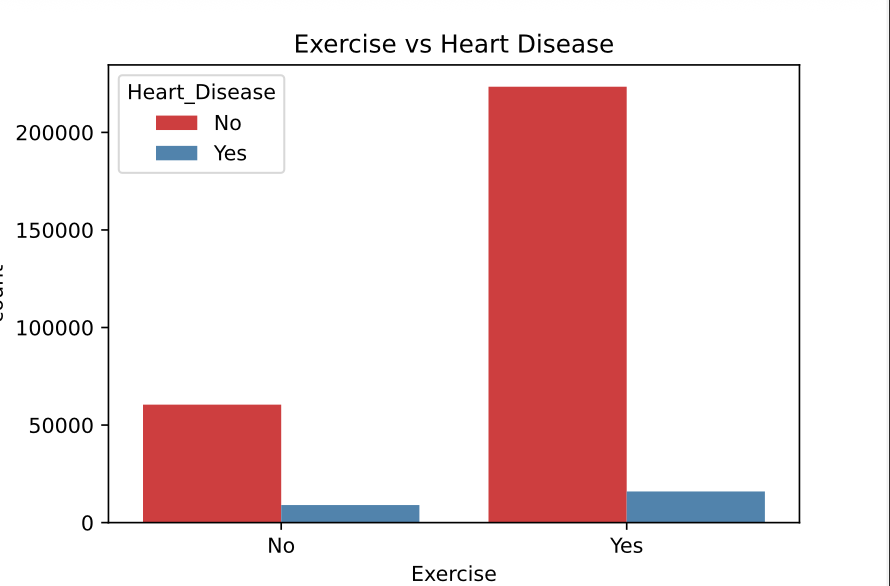 Exercise vs Heart Disease
Heart_Disease
No
Yes
200000
150000
100000
50000
0
No Yes
Exercise